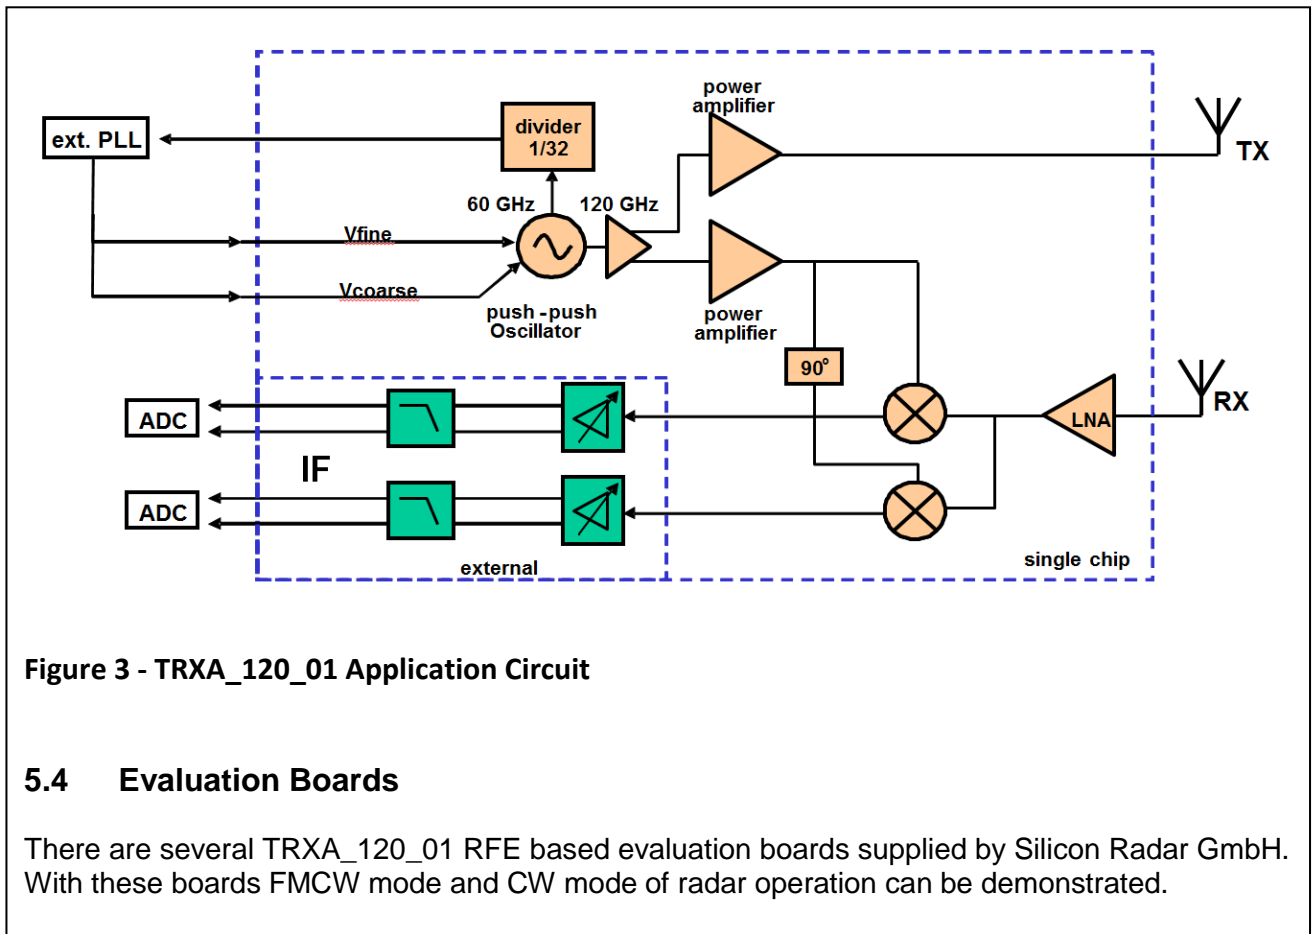 power
amplifier
ext. PLL
divider
1/32
TX
60 GHz
120 GHz
Vfine
Vcoarse
push-push
Oscillator
power
amplifier
90°
ADC
LNA
RX
IF
ADC
external
single chip
Figure 3 - TRXA_120_01 Application Circuit
5.4 Evaluation Boards
There are several TRXA_120_01 RFE based evaluation boards supplied by Silicon Radar GmbH.
With these boards FMCW mode and CW mode of radar operation can be demonstrated.